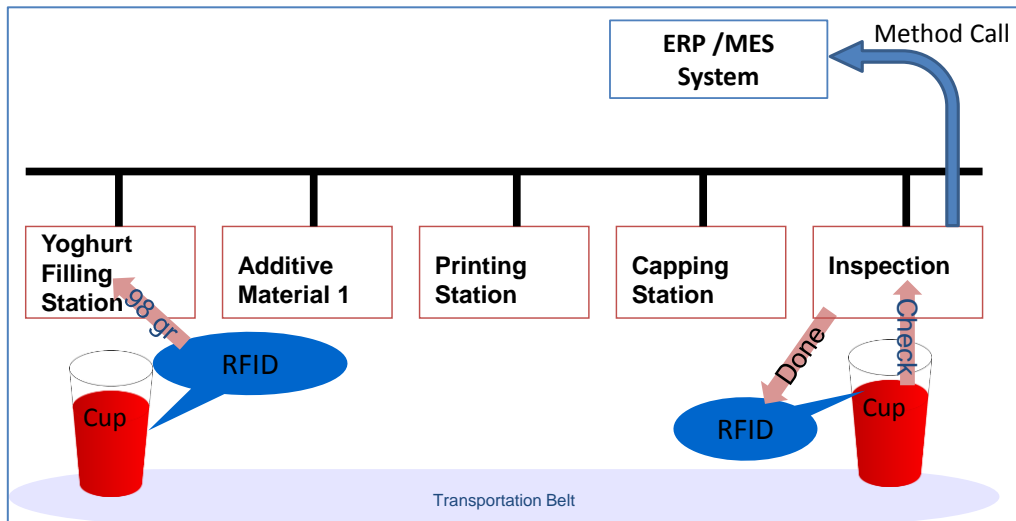 Method Call
ERP /MES
System
Yoghurt
Filling
Station
Additive
Material 1
Printing
Station
Capping
Station
Inspection
98 gr
RFID
Cup
Done
Check
RFID
Cup
Transportation Belt